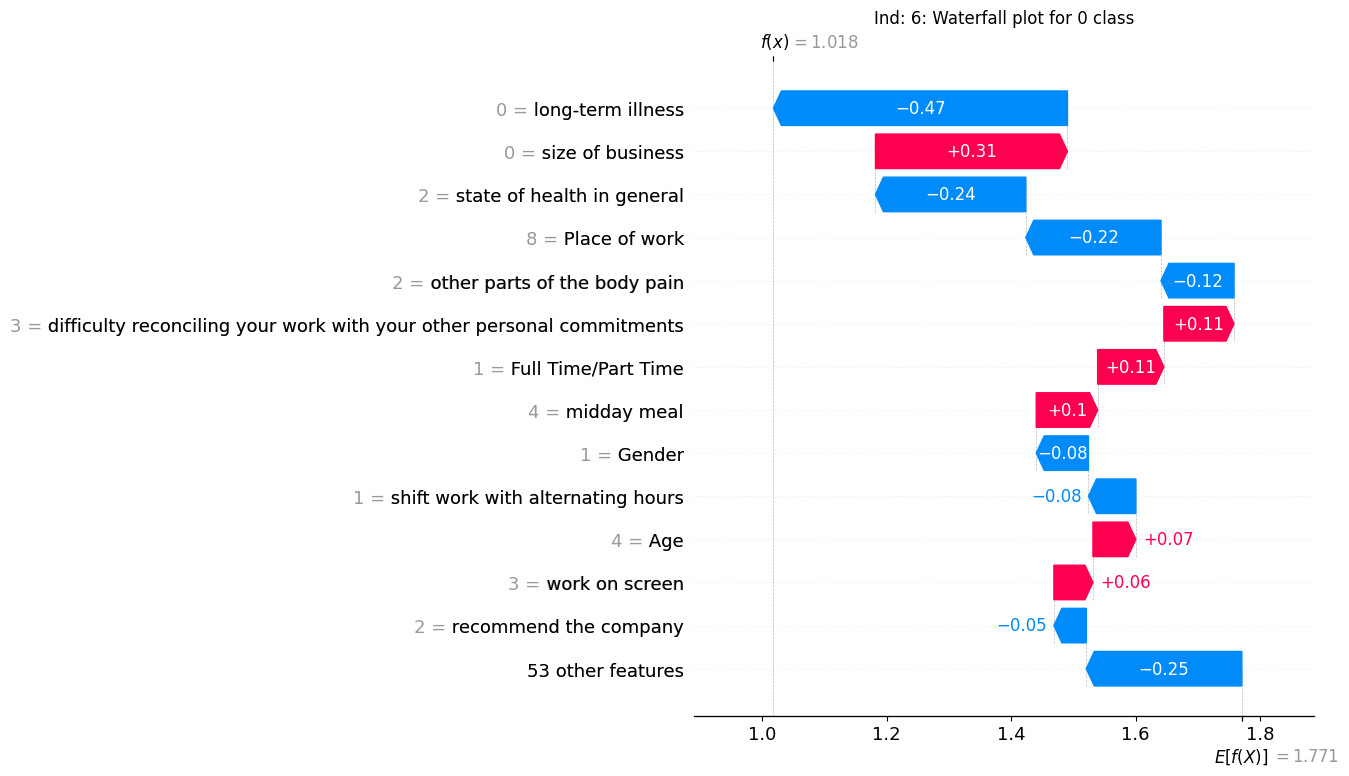 Ind: 6: Waterfall plot for 0 class
f(x) = 1.018
0 = long-term illness −0.47
0 = size of business +0.31
2 = state of health in general −0.24
8 = Place of work −0.22
2 = other parts of the body pain −0.12
3 = difficulty reconciling your work with your other personal commitments +0.11
1 = Full Time/Part Time +0.11
4 = midday meal +0.1
1 = Gender −0.08
1 = shift work with alternating hours −0.08
4 = Age +0.07
3 = work on screen +0.06
2 = recommend the company −0.05
53 other features −0.25
1.0 1.2 1.4 1.6 1.8
E[f(X)] = 1.771